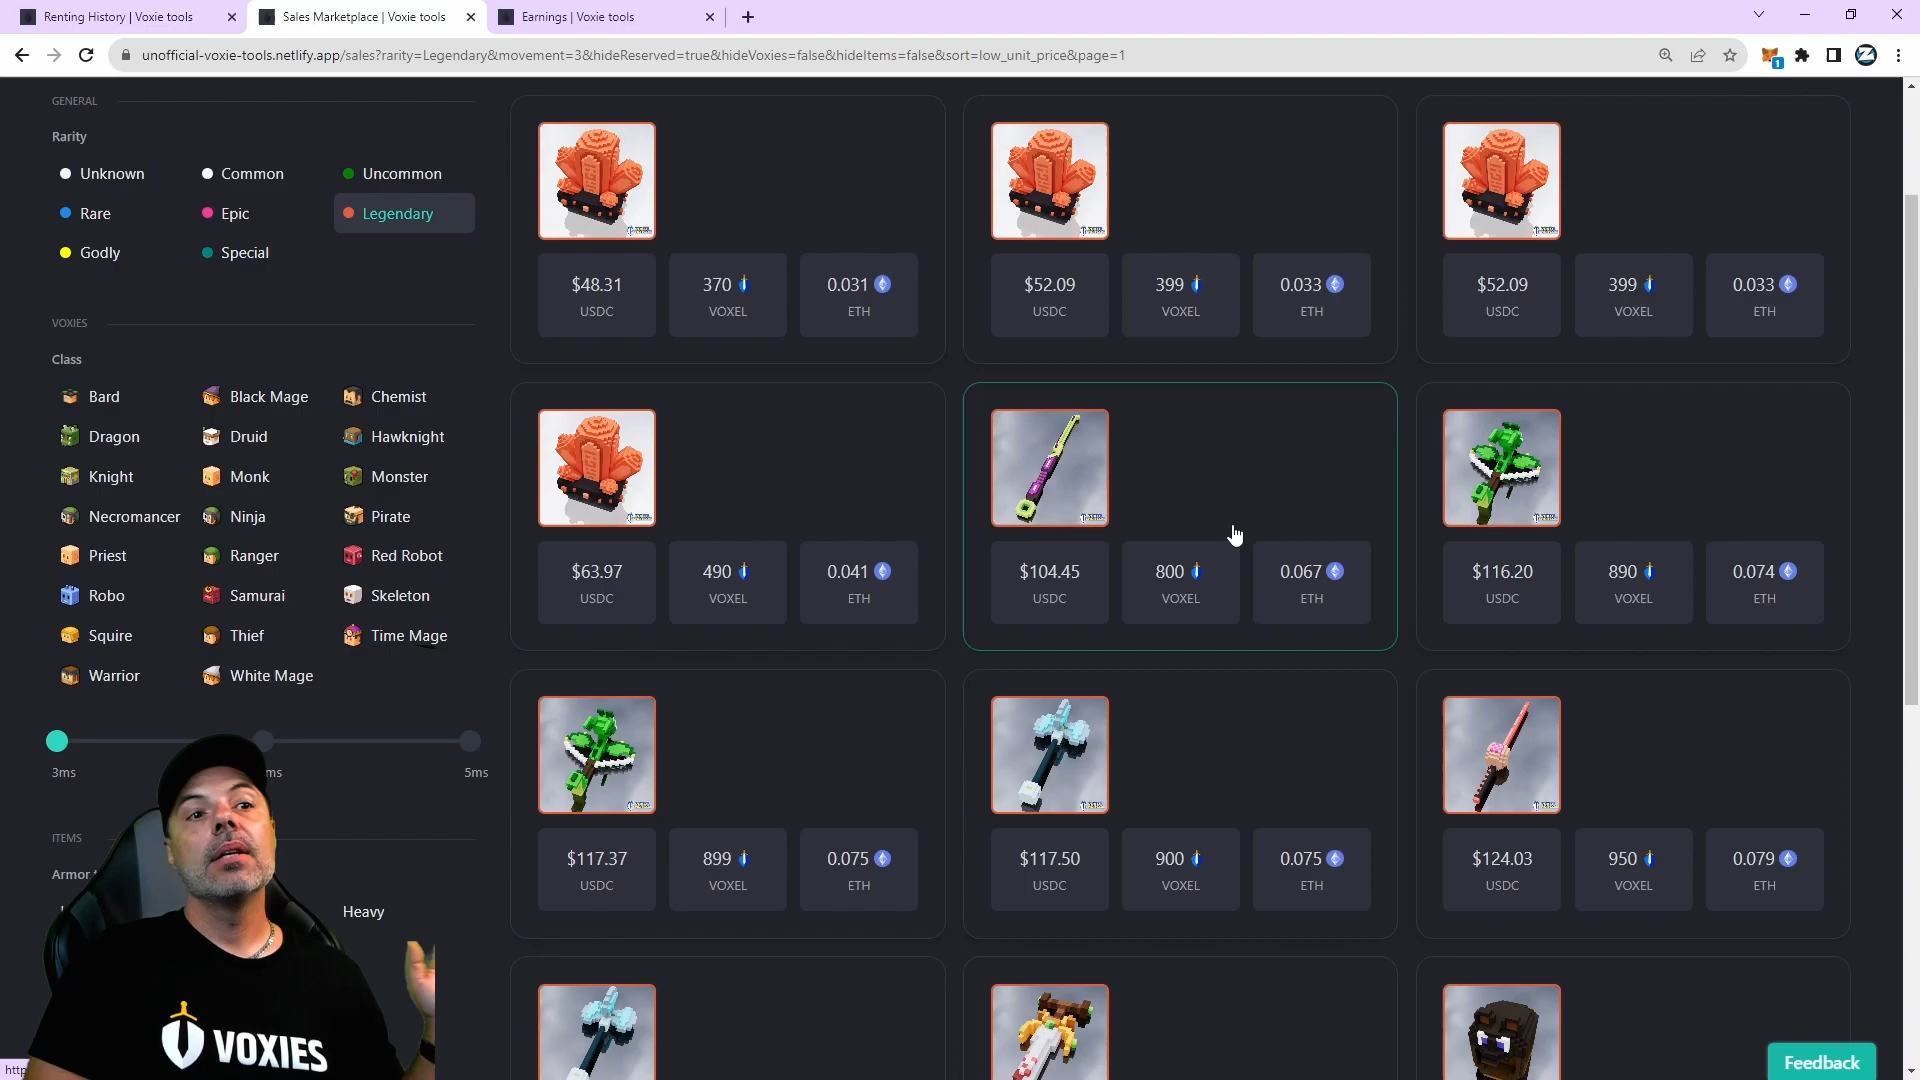 Renting History | Voxie tools
Sales Marketplace | Voxie tools
Earnings | Voxie tools
unofficial-voxie-tools.netlify.app/sales?rarity=Legendary&movement=3&hideReserved=true&hideVoxies=false&hideItems=false&sort=low_unit_price&page=1
1
GENERAL
Rarity
Unknown Common Uncommon
Rare Epic Legendary
Godly Special
VOXIES
Class
Bard Black Mage Chemist
Dragon Druid Hawknight
Knight Monk Monster
Necromancer Ninja Pirate
Priest Ranger Red Robot
Robo Samurai Skeleton
Squire Thief Time Mage
Warrior White Mage
3ms ms 5ms
ITEMS
Armor
Heavy
$48.31 370 0.031
USDC VOXEL ETH
$52.09 399 0.033
USDC VOXEL ETH
$52.09 399 0.033
USDC VOXEL ETH
$63.97 490 0.041
USDC VOXEL ETH
$104.45 800 0.067
USDC VOXEL ETH
$116.20 890 0.074
USDC VOXEL ETH
$117.37 899 0.075
USDC VOXEL ETH
$117.50 900 0.075
USDC VOXEL ETH
$124.03 950 0.079
USDC VOXEL ETH
VOXIES
http
Feedback